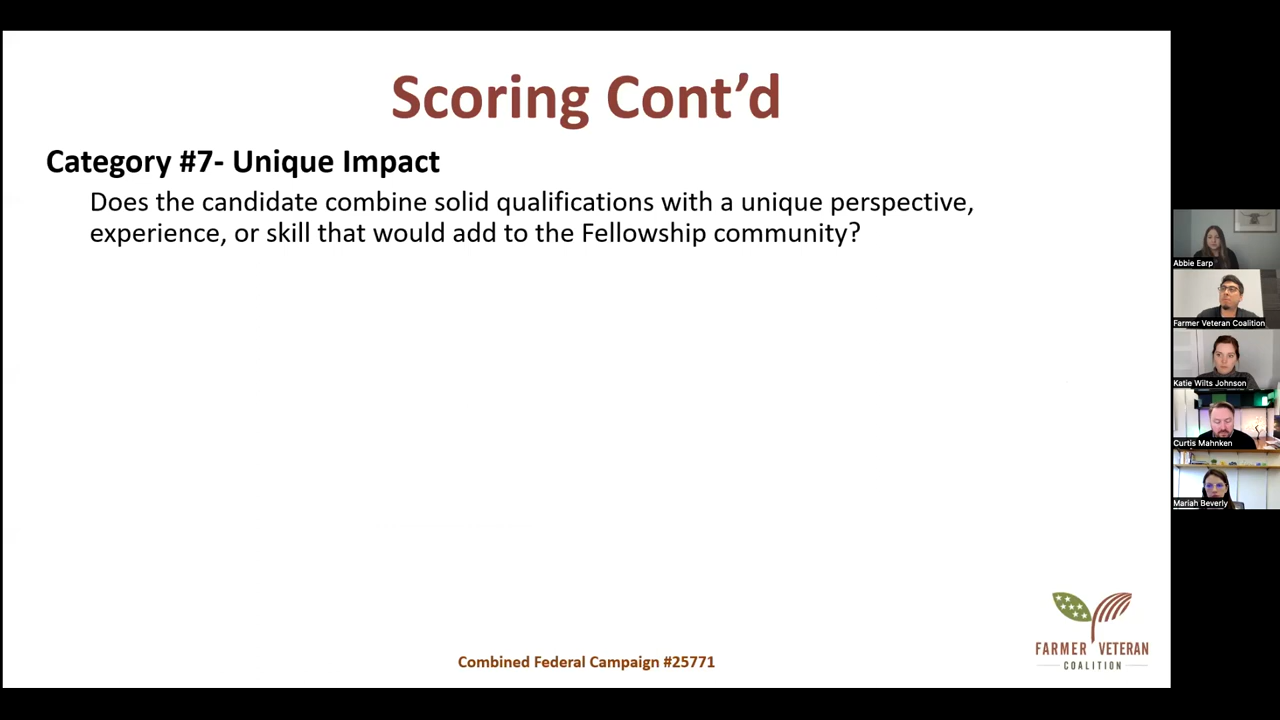 Scoring Cont’d
Category #7- Unique Impact
Does the candidate combine solid qualifications with a unique perspective,
experience, or skill that would add to the Fellowship community?
Abbie Earp
Farmer Veteran Coalition
Katie Wilts Johnson
Curtis Mahnken
Mariah Beverly
FARMER VETERAN
COALITION
Combined Federal Campaign #25771